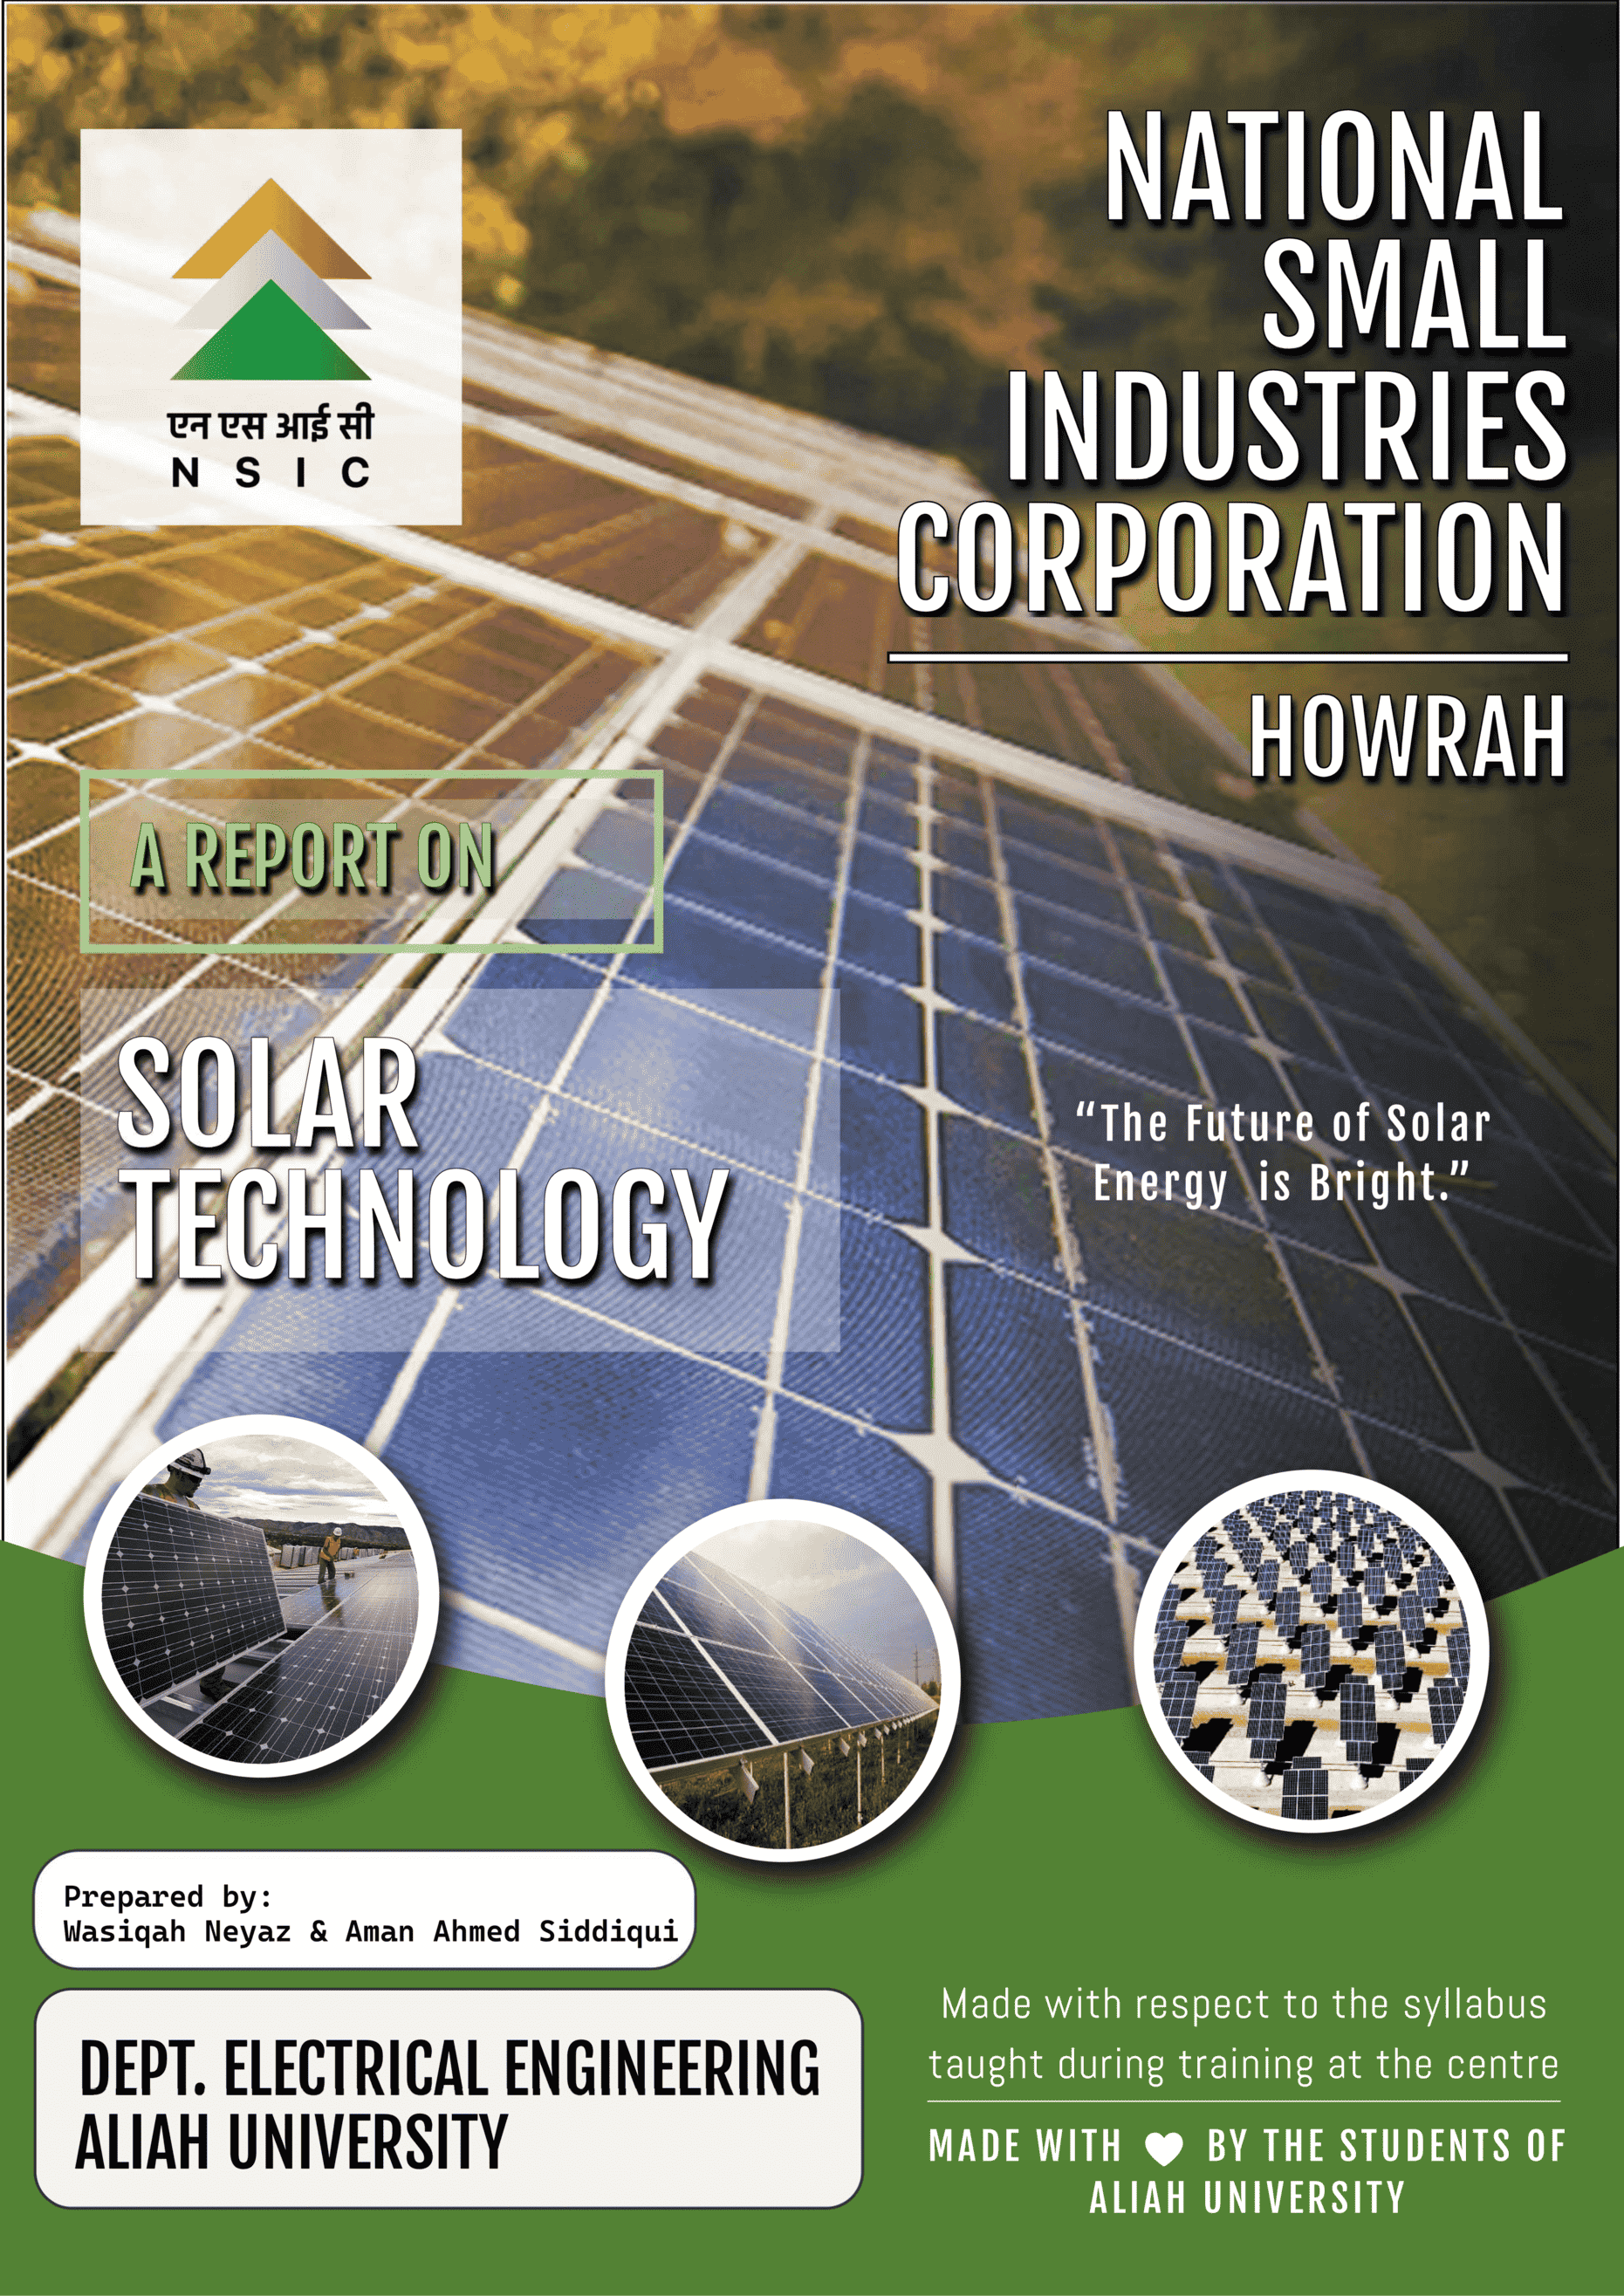 एन एस आई सी
N S I C
NATIONAL
SMALL
INDUSTRIES
CORPORATION
HOWRAH
A REPORT ON
SOLAR
TECHNOLOGY
“The Future of Solar
Energy is Bright.”
Prepared by:
Wasiqah Neyaz & Aman Ahmed Siddiqui
DEPT. ELECTRICAL ENGINEERING
ALIAH UNIVERSITY
Made with respect to the syllabus
taught during training at the centre
MADE WITH ♥ BY THE STUDENTS OF
ALIAH UNIVERSITY